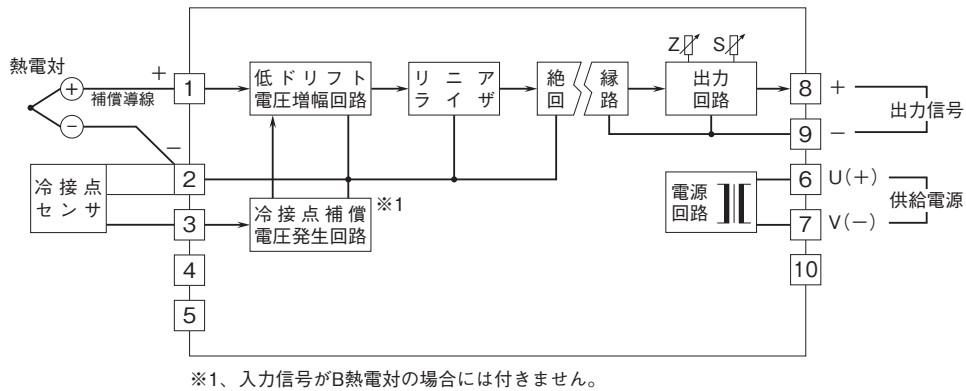 熱電対
+
補償導線
−
+
−
冷接点
センサ
1
2
3
4
5
低ドリフト
電圧増幅回路
リニア
ライザ
絶縁
回路
Z
S
出力
回路
冷接点補償
電圧発生回路
※1
電源
回路
8
+
9
−
出力信号
6
U(+)
7
V(−)
供給電源
10
※1、入力信号がB熱電対の場合には付きません。